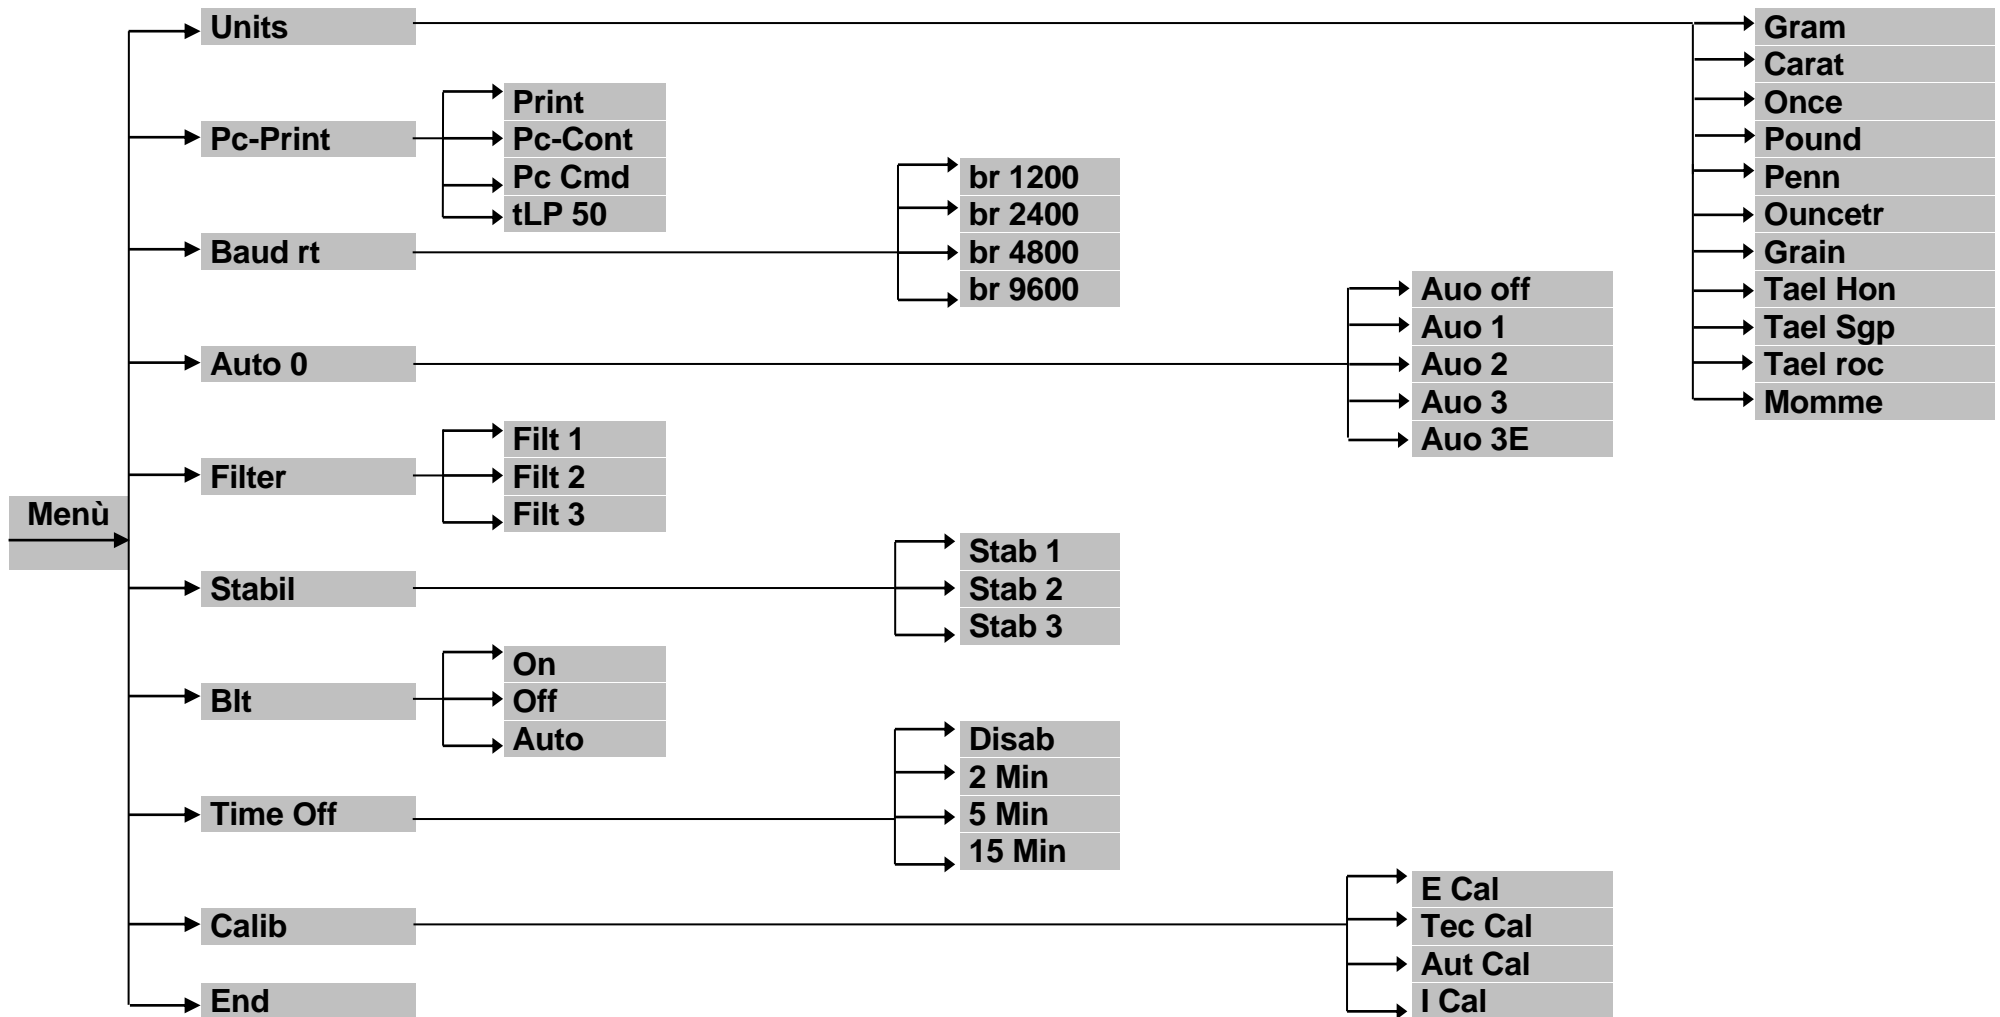 Menù
Units
Gram
Carat
Once
Pound
Penn
Ouncetr
Grain
Tael Hon
Tael Sgp
Tael roc
Momme
Pc-Print
Print
Pc-Cont
Pc Cmd
tLP 50
Baud rt
br 1200
br 2400
br 4800
br 9600
Auto 0
Auo off
Auo 1
Auo 2
Auo 3
Auo 3E
Filter
Filt 1
Filt 2
Filt 3
Stabil
Stab 1
Stab 2
Stab 3
Blt
On
Off
Auto
Time Off
Disab
2 Min
5 Min
15 Min
Calib
E Cal
Tec Cal
Aut Cal
I Cal
End